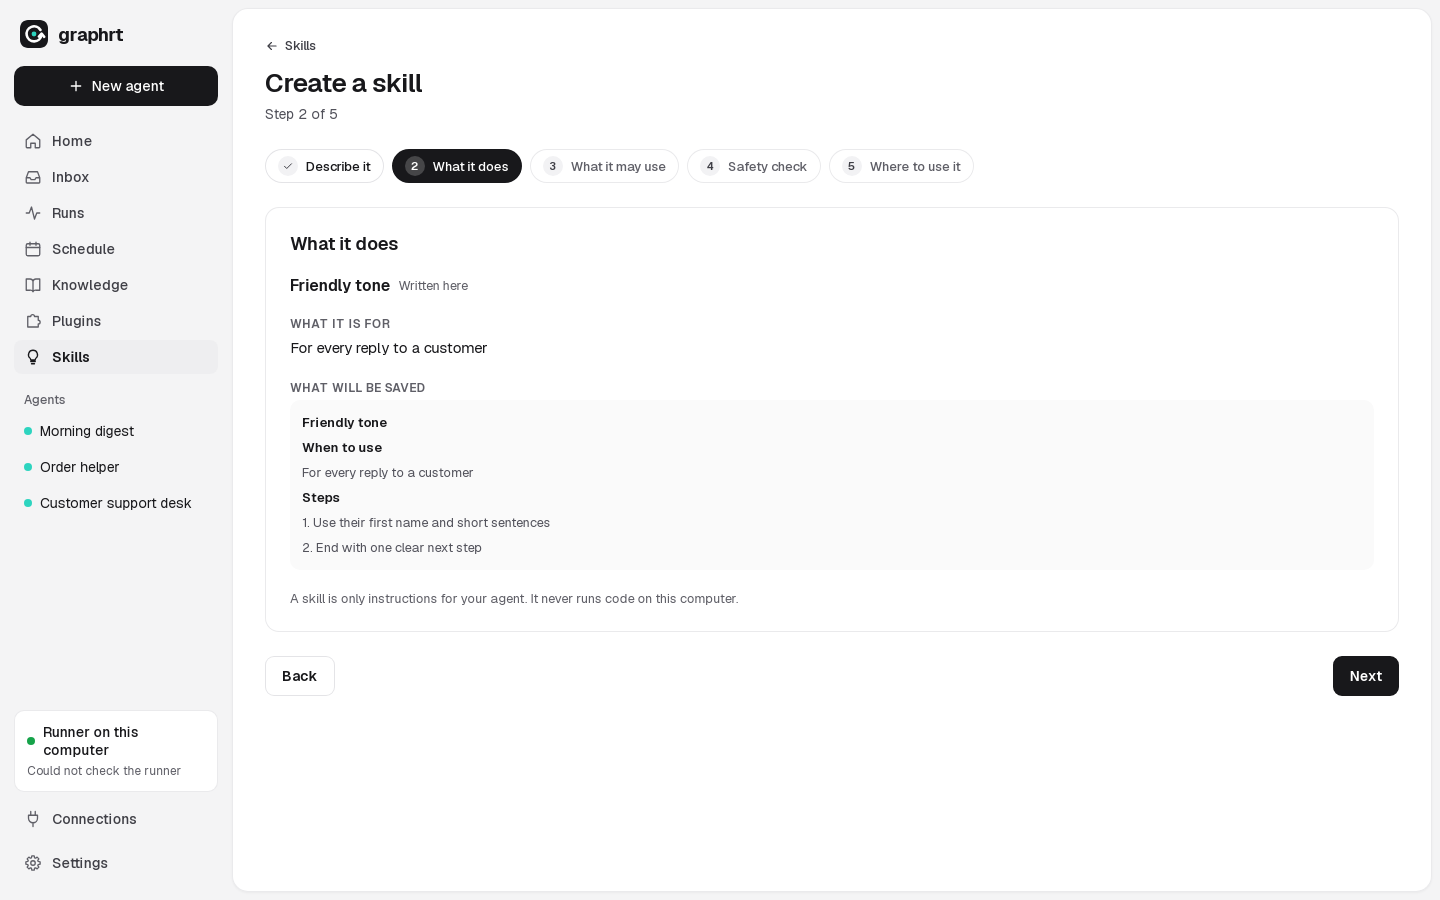 graphrt
New agent
Home
Inbox
Runs
Schedule
Knowledge
Plugins
Skills
Agents
Morning digest
Order helper
Customer support desk
Runner on this
computer
Could not check the runner
Connections
Settings
Skills
Create a skill
Step 2 of 5
Describe it
2 What it does
3 What it may use
4 Safety check
5 Where to use it
What it does
Friendly tone Written here
WHAT IT IS FOR
For every reply to a customer
WHAT WILL BE SAVED
Friendly tone
When to use
For every reply to a customer
Steps
1. Use their first name and short sentences
2. End with one clear next step
A skill is only instructions for your agent. It never runs code on this computer.
Back
Next